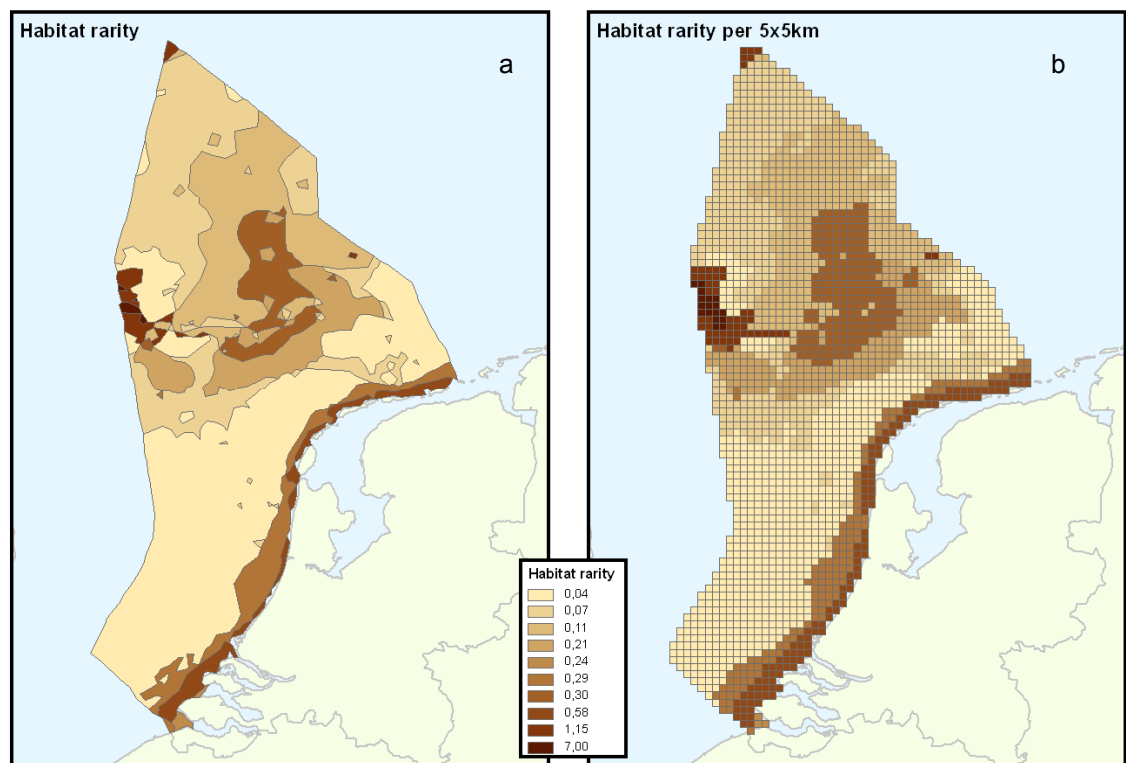 Habitat rarity
a
Habitat rarity per 5x5km
b
Habitat rarity
0,04
0,07
0,11
0,21
0,24
0,29
0,30
0,58
1,15
7,00